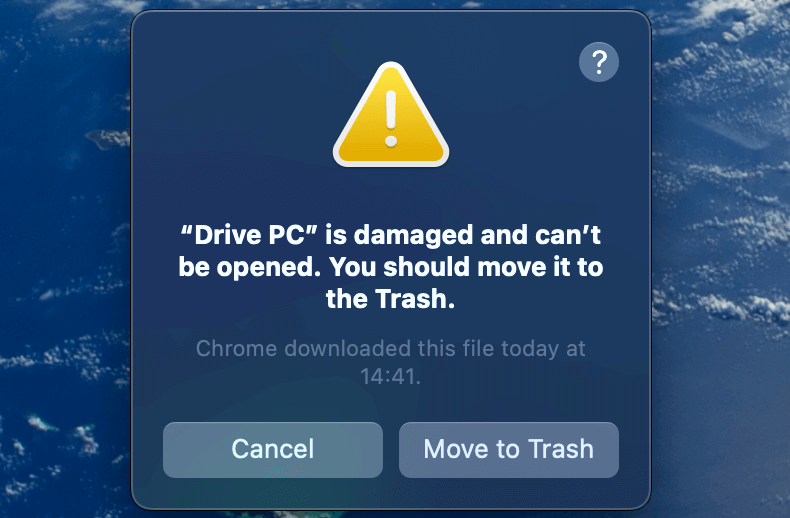 ?
“Drive PC” is damaged and can’t
be opened. You should move it to
the Trash.
Chrome downloaded this file today at
14:41.
Cancel
Move to Trash